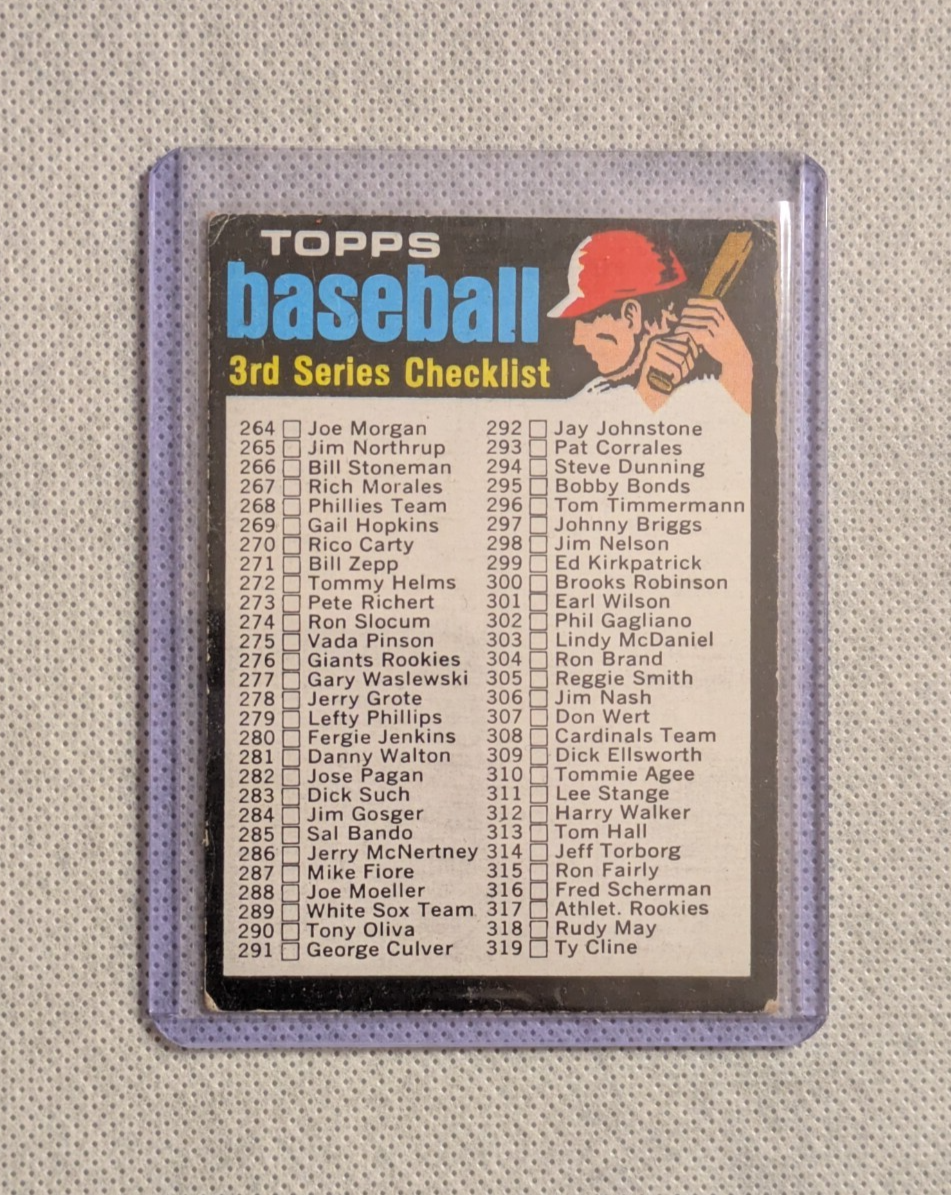 TOPPS
baseball
3rd Series Checklist
264 Joe Morgan
265 Jim Northrup
266 Bill Stoneman
267 Rich Morales
268 Phillies Team
269 Gail Hopkins
270 Rico Carty
271 Bill Zepp
272 Tommy Helms
273 Pete Richert
274 Ron Slocum
275 Vada Pinson
276 Giants Rookies
277 Gary Waslewski
278 Jerry Grote
279 Lefty Phillips
280 Fergie Jenkins
281 Danny Walton
282 Jose Pagan
283 Dick Such
284 Jim Gosger
285 Sal Bando
286 Jerry McNertney
287 Mike Fiore
288 Joe Moeller
289 White Sox Team
290 Tony Oliva
291 George Culver
292 Jay Johnstone
293 Pat Corrales
294 Steve Dunning
295 Bobby Bonds
296 Tom Timmermann
297 Johnny Briggs
298 Jim Nelson
299 Ed Kirkpatrick
300 Brooks Robinson
301 Earl Wilson
302 Phil Gagliano
303 Lindy McDaniel
304 Ron Brand
305 Reggie Smith
306 Jim Nash
307 Don Wert
308 Cardinals Team
309 Dick Ellsworth
310 Tommie Agee
311 Lee Stange
312 Harry Walker
313 Tom Hall
314 Jeff Torborg
315 Ron Fairly
316 Fred Scherman
317 Athlet. Rookies
318 Rudy May
319 Ty Cline